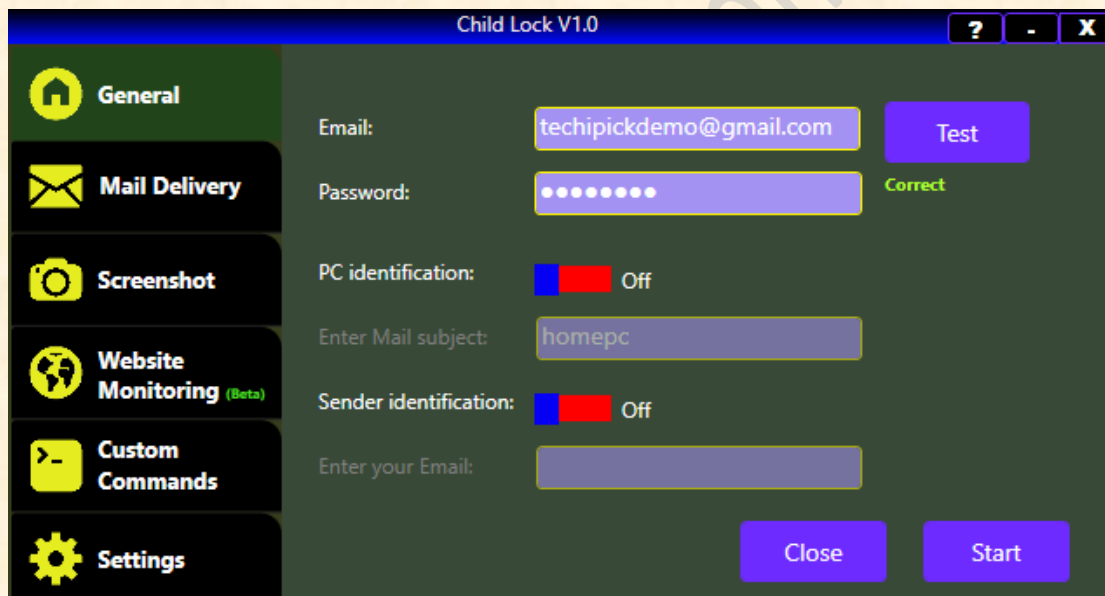 Child Lock V1.0
? - X
General
Mail Delivery
Screenshot
Website
Monitoring (Beta)
Custom
Commands
Settings
Email:
techipickdemo@gmail.com
Test
Password:
●●●●●●●●
Correct
PC identification:
Off
Enter Mail subject:
homepc
Sender identification:
Off
Enter your Email:
Close
Start